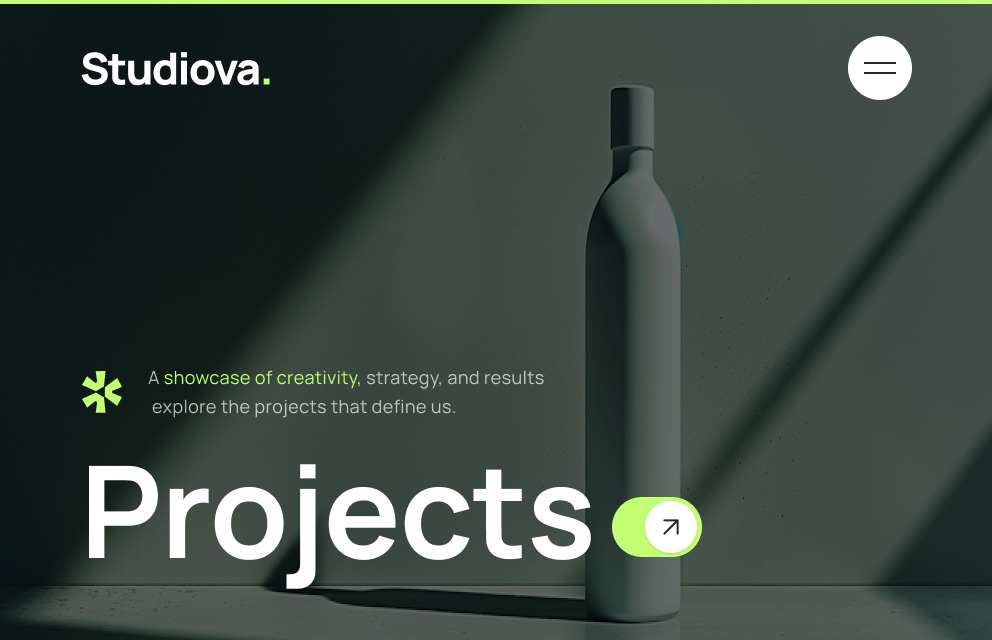 Studiova.
A showcase of creativity, strategy, and results
explore the projects that define us.
Projects